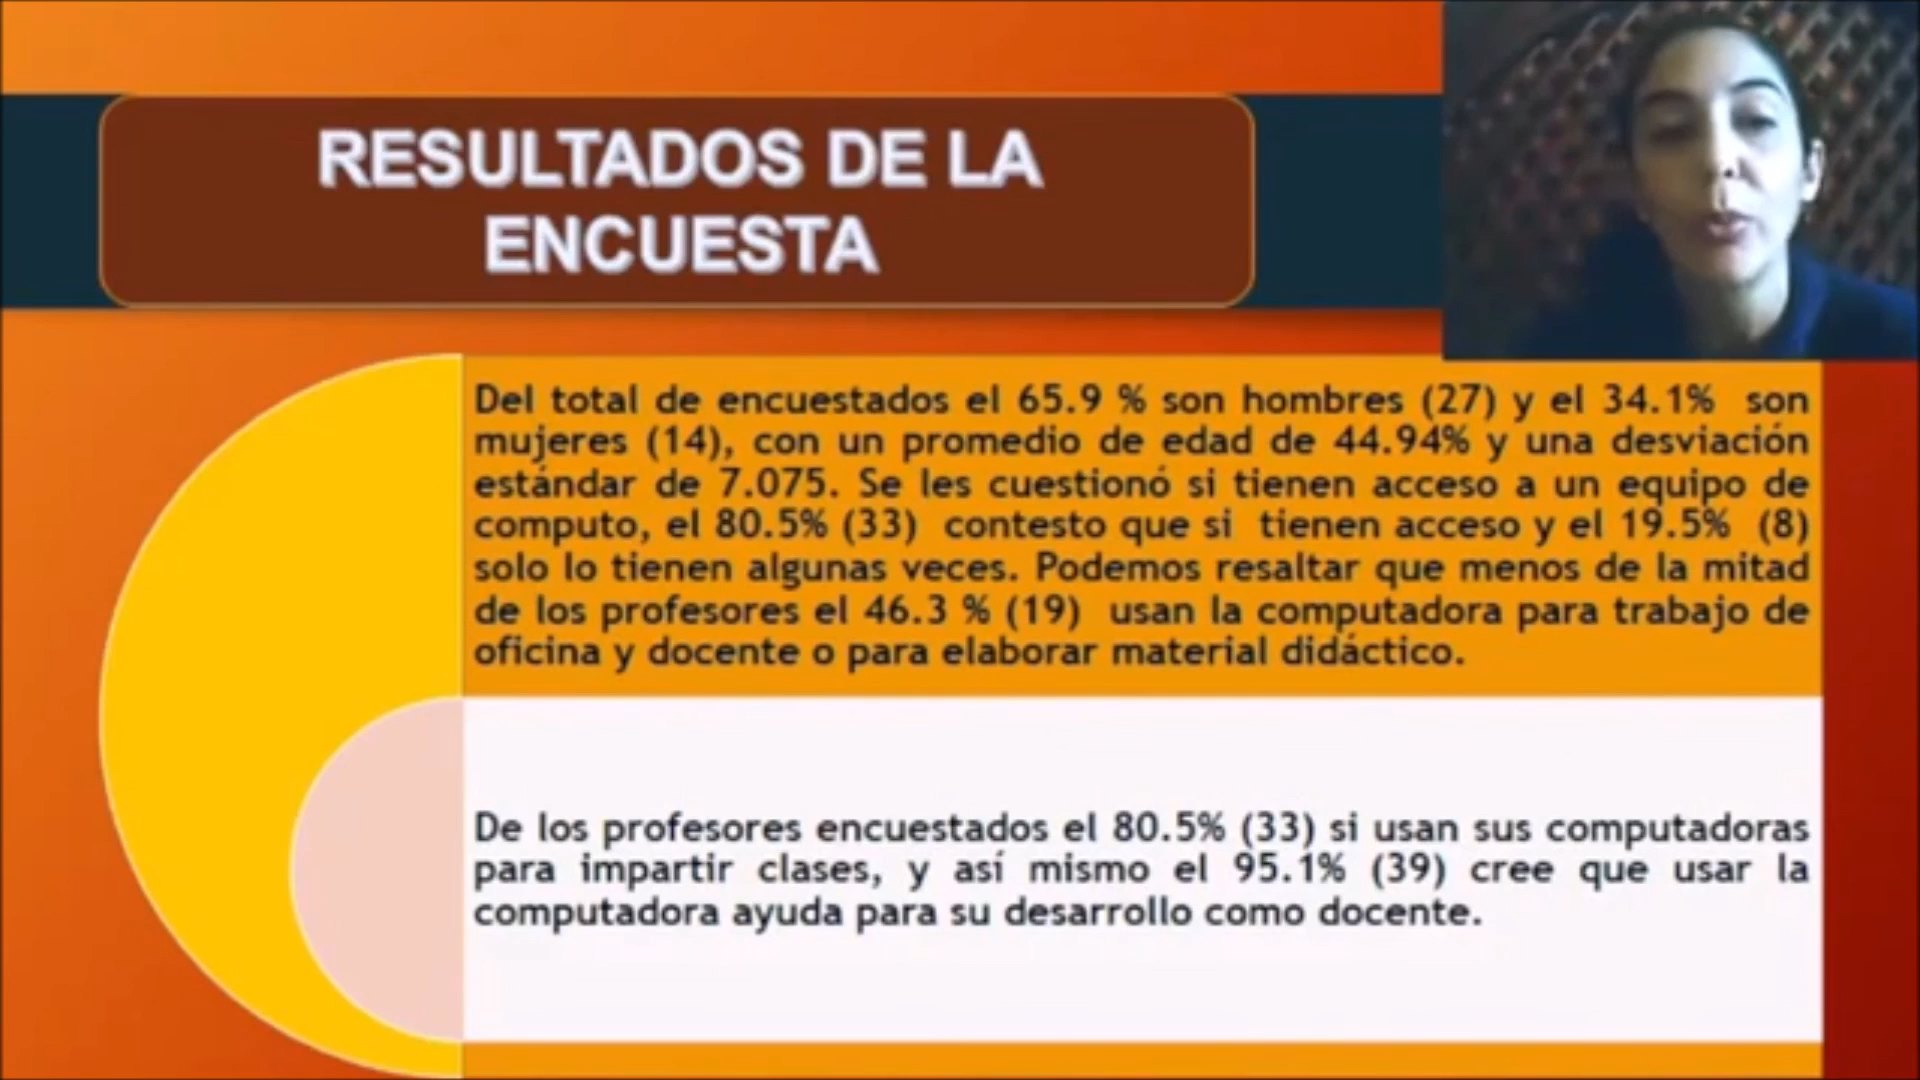 RESULTADOS DE LA
ENCUESTA
Del total de encuestados el 65.9 % son hombres (27) y el 34.1% son
mujeres (14), con un promedio de edad de 44.94% y una desviación
estándar de 7.075. Se les cuestionó si tienen acceso a un equipo de
computo, el 80.5% (33) contesto que si tienen acceso y el 19.5% (8)
solo lo tienen algunas veces. Podemos resaltar que menos de la mitad
de los profesores el 46.3 % (19) usan la computadora para trabajo de
oficina y docente o para elaborar material didáctico.
De los profesores encuestados el 80.5% (33) si usan sus computadoras
para impartir clases, y así mismo el 95.1% (39) cree que usar la
computadora ayuda para su desarrollo como docente.